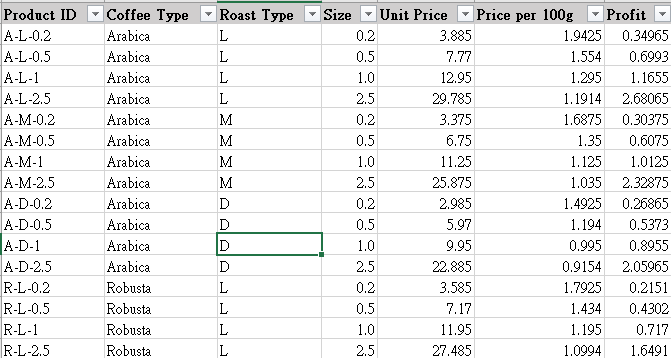 Product ID Coffee Type Roast Type Size Unit Price Price per 100g Profit
A-L-0.2 Arabica L 0.2 3.885 1.9425 0.34965
A-L-0.5 Arabica L 0.5 7.77 1.554 0.6993
A-L-1 Arabica L 1.0 12.95 1.295 1.1655
A-L-2.5 Arabica L 2.5 29.785 1.1914 2.68065
A-M-0.2 Arabica M 0.2 3.375 1.6875 0.30375
A-M-0.5 Arabica M 0.5 6.75 1.35 0.6075
A-M-1 Arabica M 1.0 11.25 1.125 1.0125
A-M-2.5 Arabica M 2.5 25.875 1.035 2.32875
A-D-0.2 Arabica D 0.2 2.985 1.4925 0.26865
A-D-0.5 Arabica D 0.5 5.97 1.194 0.5373
A-D-1 Arabica D 1.0 9.95 0.995 0.8955
A-D-2.5 Arabica D 2.5 22.885 0.9154 2.05965
R-L-0.2 Robusta L 0.2 3.585 1.7925 0.2151
R-L-0.5 Robusta L 0.5 7.17 1.434 0.4302
R-L-1 Robusta L 1.0 11.95 1.195 0.717
R-L-2.5 Robusta L 2.5 27.485 1.0994 1.6491